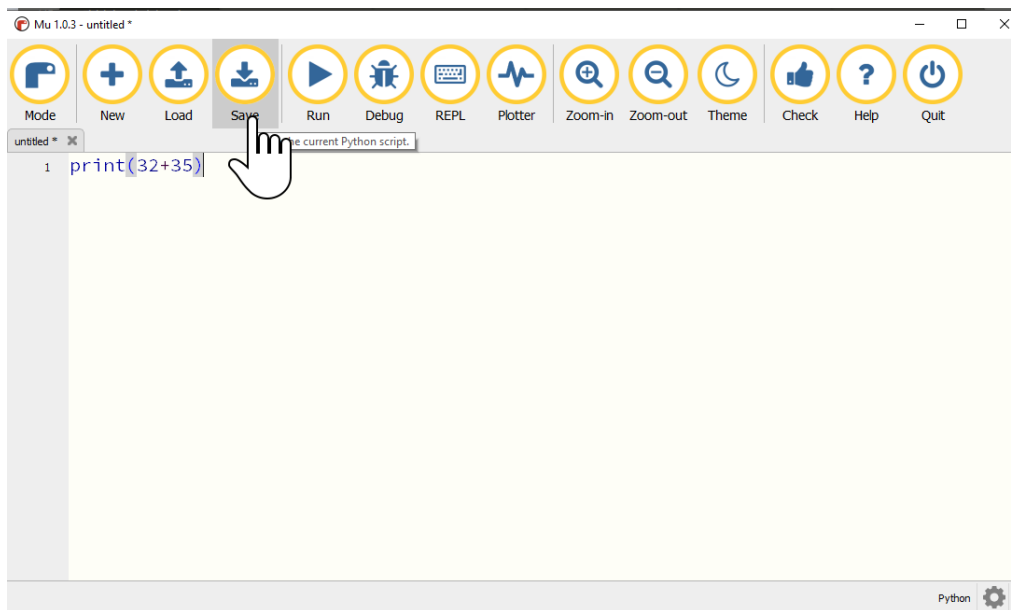 Mu 1.0.3 - untitled *
Mode New Load Save Run Debug REPL Plotter Zoom-in Zoom-out Theme Check Help Quit
untitled *
he current Python script.
1 print(32+35)
Python